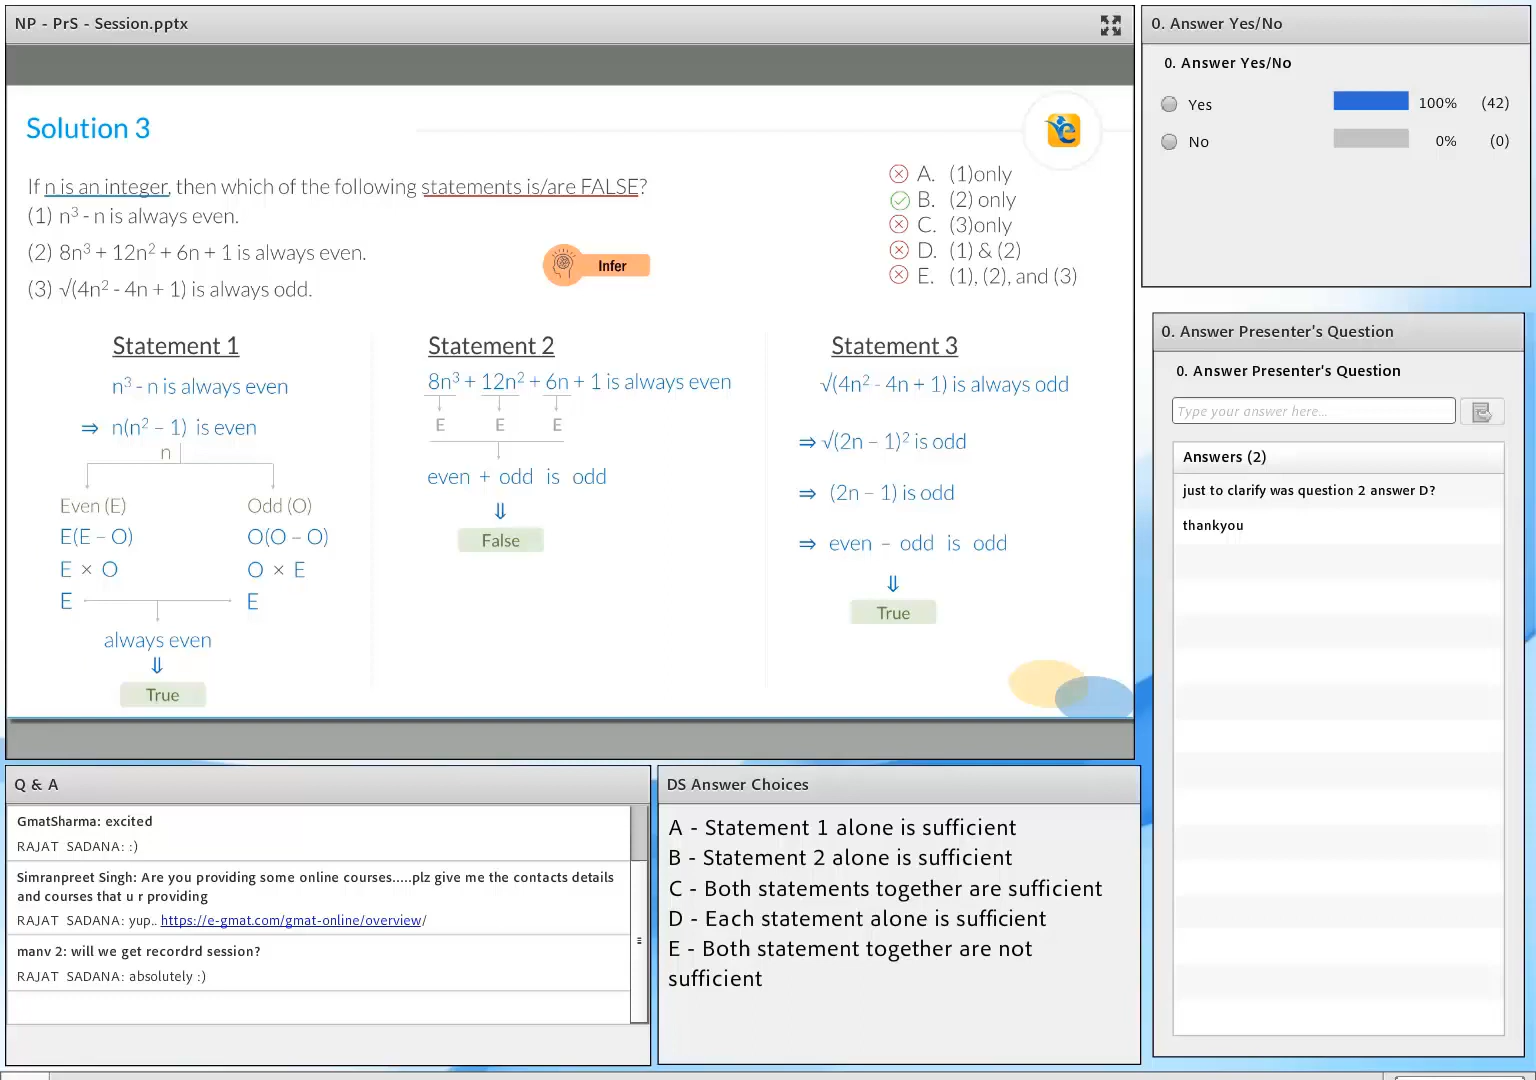 NP - PrS - Session.pptx
Solution 3
If n is an integer, then which of the following statements is/are FALSE?
(1) n³ - n is always even.
(2) 8n³ + 12n² + 6n + 1 is always even.
(3) √(4n² - 4n + 1) is always odd.
Infer
A. (1)only
B. (2) only
C. (3)only
D. (1) & (2)
E. (1), (2), and (3)
Statement 1
n³ - n is always even
⇒ n(n² – 1) is even
n
Even (E) Odd (O)
E(E – O) O(O – O)
E × O O × E
E E
always even
⇓
True
Statement 2
8n³ + 12n² + 6n + 1 is always even
E E E
even + odd is odd
⇓
False
Statement 3
√(4n² - 4n + 1) is always odd
⇒ √(2n – 1)² is odd
⇒ (2n – 1) is odd
⇒ even – odd is odd
⇓
True
0. Answer Yes/No
0. Answer Yes/No
Yes 100% (42)
No 0% (0)
0. Answer Presenter's Question
0. Answer Presenter's Question
Type your answer here...
Answers (2)
just to clarify was question 2 answer D?
thankyou
Q & A
GmatSharma: excited
RAJAT SADANA: :)
Simranpreet Singh: Are you providing some online courses.....plz give me the contacts details
and courses that u r providing
RAJAT SADANA: yup.. https://e-gmat.com/gmat-online/overview/
manv 2: will we get recordrd session?
RAJAT SADANA: absolutely :)
DS Answer Choices
A - Statement 1 alone is sufficient
B - Statement 2 alone is sufficient
C - Both statements together are sufficient
D - Each statement alone is sufficient
E - Both statement together are not
sufficient